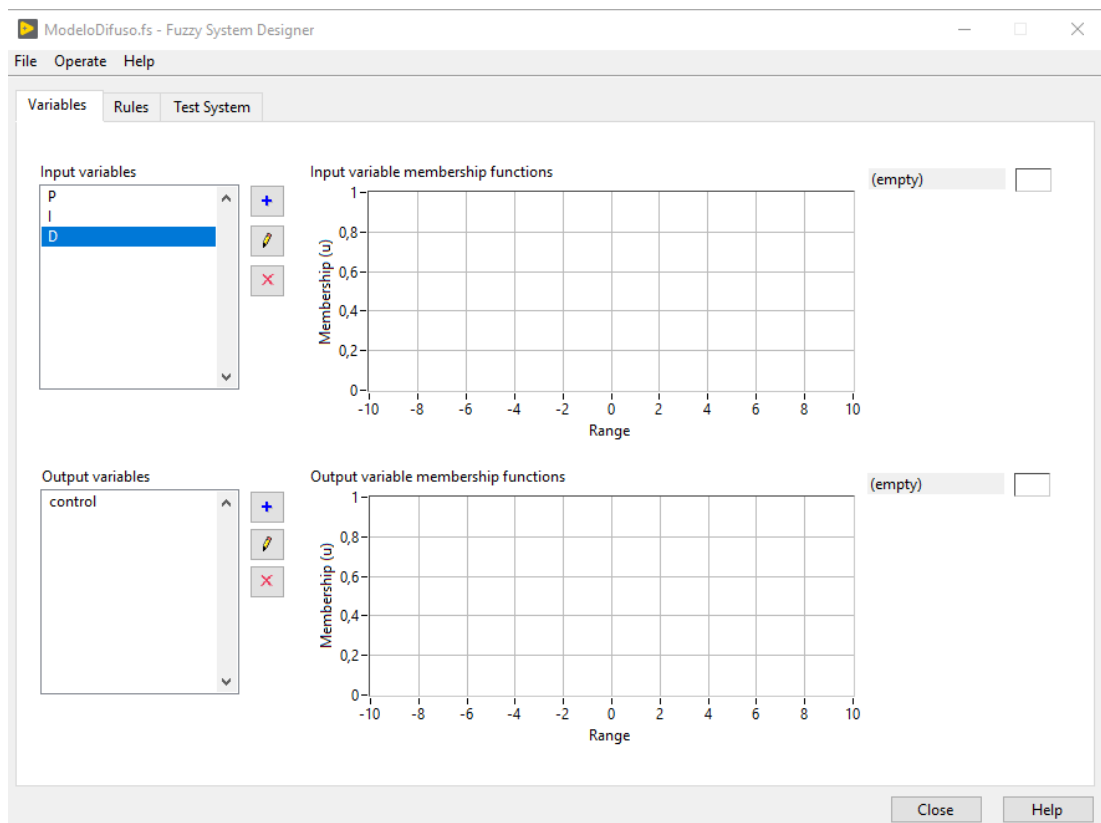 ModeloDifuso.fs - Fuzzy System Designer
File Operate Help
Variables Rules Test System
Input variables
P
I
D
Input variable membership functions
(empty)
Membership (u)
1
0,8
0,6
0,4
0,2
0
-10 -8 -6 -4 -2 0 2 4 6 8 10
Range
Output variables
control
Output variable membership functions
(empty)
Membership (u)
1
0,8
0,6
0,4
0,2
0
-10 -8 -6 -4 -2 0 2 4 6 8 10
Range
Close Help